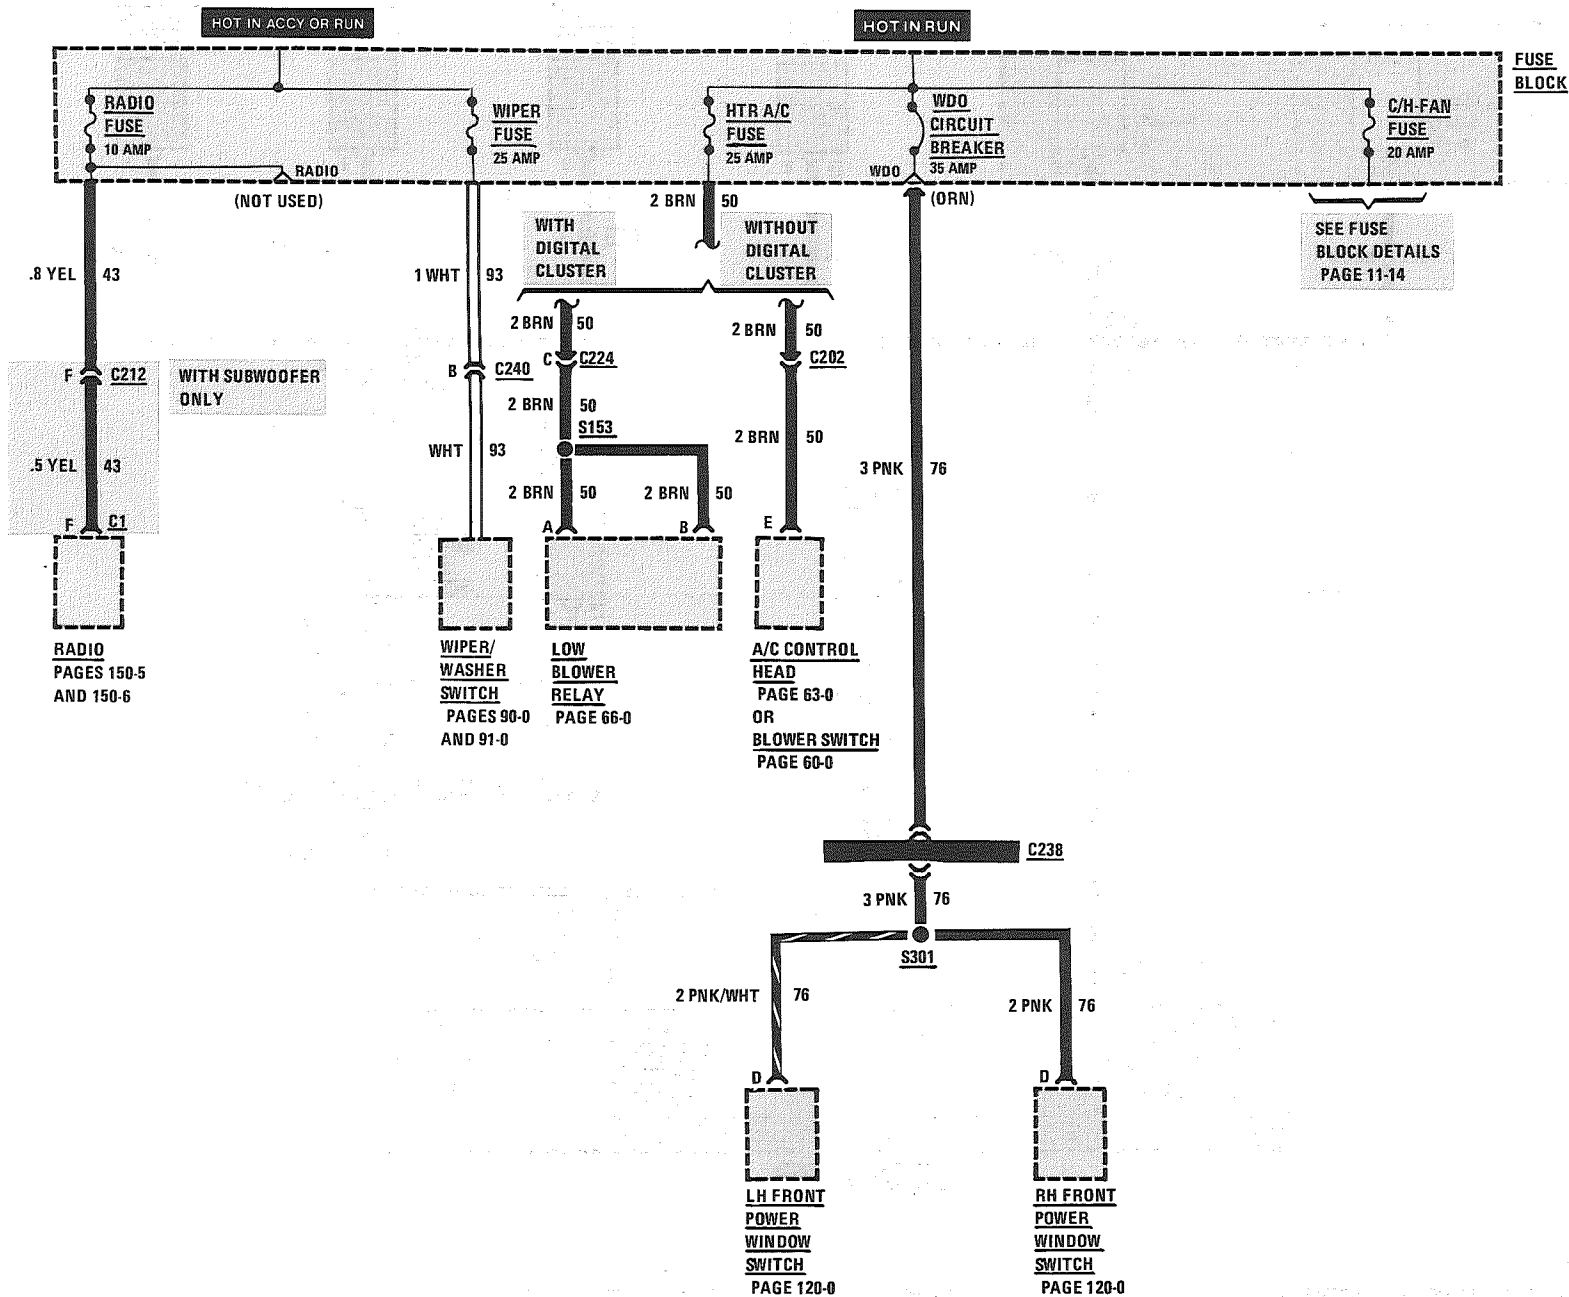 HOT IN ACCY OR RUN
HOT IN RUN
FUSE
BLOCK
RADIO
FUSE
10 AMP
RADIO
(NOT USED)
WIPER
FUSE
25 AMP
HTR A/C
FUSE
25 AMP
WDO
CIRCUIT
BREAKER
35 AMP
WDO
(ORN)
C/H-FAN
FUSE
20 AMP
SEE FUSE
BLOCK DETAILS
PAGE 11-14
2 BRN 50
WITH
DIGITAL
CLUSTER
WITHOUT
DIGITAL
CLUSTER
.8 YEL 43
1 WHT 93
2 BRN 50
2 BRN 50
F C212
WITH SUBWOOFER
ONLY
B C240
C C224
C202
2 BRN 50
S153
.5 YEL 43
WHT 93
2 BRN 50
2 BRN 50
2 BRN 50
3 PNK 76
F C1
A
B
E
RADIO
PAGES 150-5
AND 150-6
WIPER/
WASHER
SWITCH
PAGES 90-0
AND 91-0
LOW
BLOWER
RELAY
PAGE 66-0
A/C CONTROL
HEAD
PAGE 63-0
OR
BLOWER SWITCH
PAGE 60-0
C238
3 PNK 76
S301
2 PNK/WHT 76
2 PNK 76
D
D
LH FRONT
POWER
WINDOW
SWITCH
PAGE 120-0
RH FRONT
POWER
WINDOW
SWITCH
PAGE 120-0